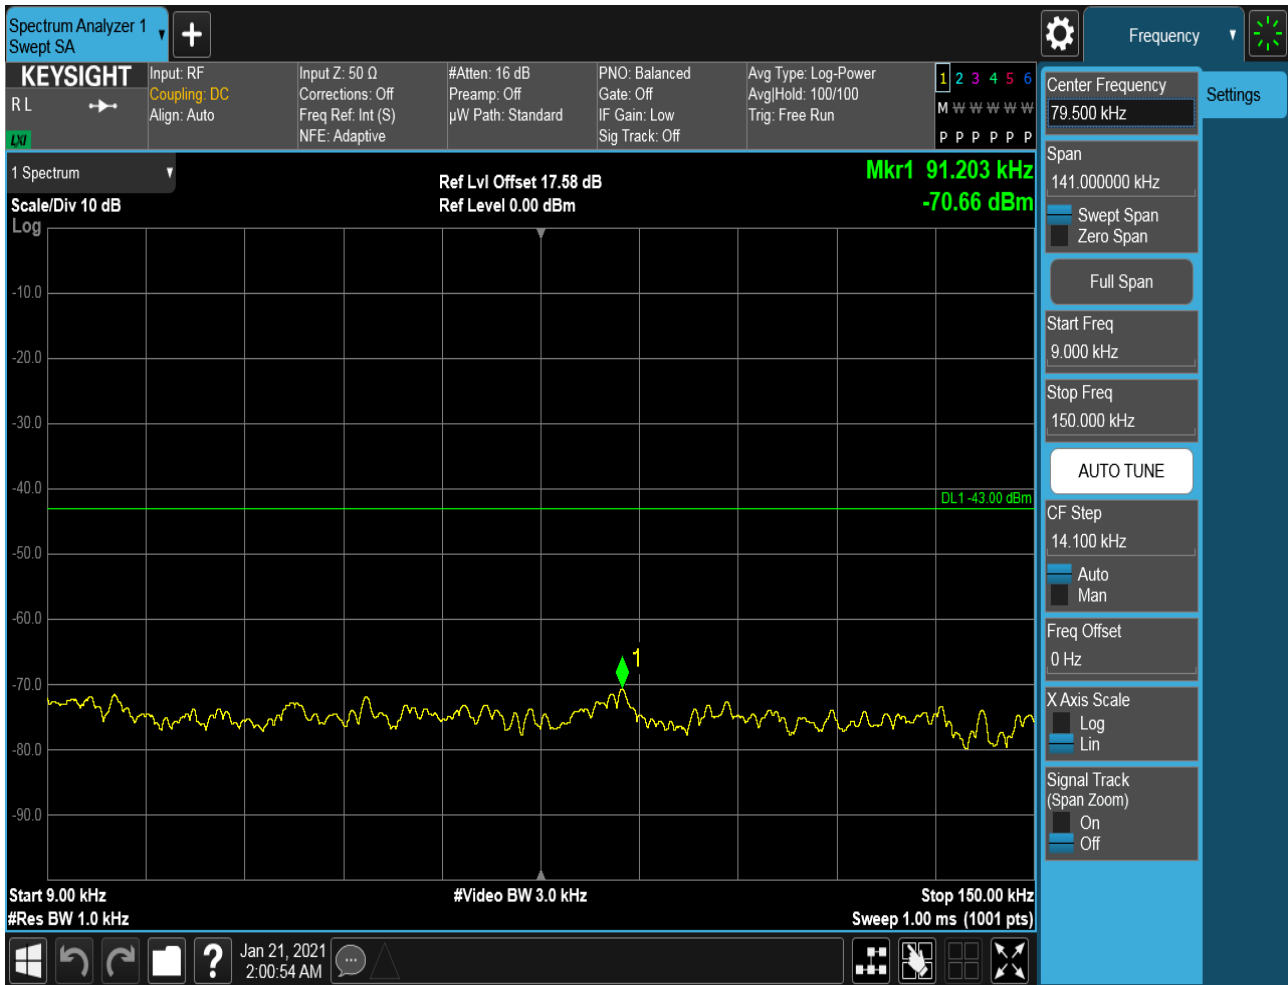 Spectrum Analyzer 1
Swept SA
Frequency
KEYSIGHT
R L
LXI
Input: RF
Coupling: DC
Align: Auto
Input Z: 50 Ω
Corrections: Off
Freq Ref: Int (S)
NFE: Adaptive
#Atten: 16 dB
Preamp: Off
µW Path: Standard
PNO: Balanced
Gate: Off
IF Gain: Low
Sig Track: Off
Avg Type: Log-Power
Avg|Hold: 100/100
Trig: Free Run
1 2 3 4 5 6
M W W W W W
P P P P P P
1 Spectrum
Scale/Div 10 dB
Log
Ref Lvl Offset 17.58 dB
Ref Level 0.00 dBm
Mkr1 91.203 kHz
-70.66 dBm
-10.0
-20.0
-30.0
-40.0
DL1 -43.00 dBm
-50.0
-60.0
1
-70.0
-80.0
-90.0
Start 9.00 kHz
#Video BW 3.0 kHz
Stop 150.00 kHz
#Res BW 1.0 kHz
Sweep 1.00 ms (1001 pts)
Jan 21, 2021
2:00:54 AM
Center Frequency
79.500 kHz
Settings
Span
141.000000 kHz
Swept Span
Zero Span
Full Span
Start Freq
9.000 kHz
Stop Freq
150.000 kHz
AUTO TUNE
CF Step
14.100 kHz
Auto
Man
Freq Offset
0 Hz
X Axis Scale
Log
Lin
Signal Track
(Span Zoom)
On
Off